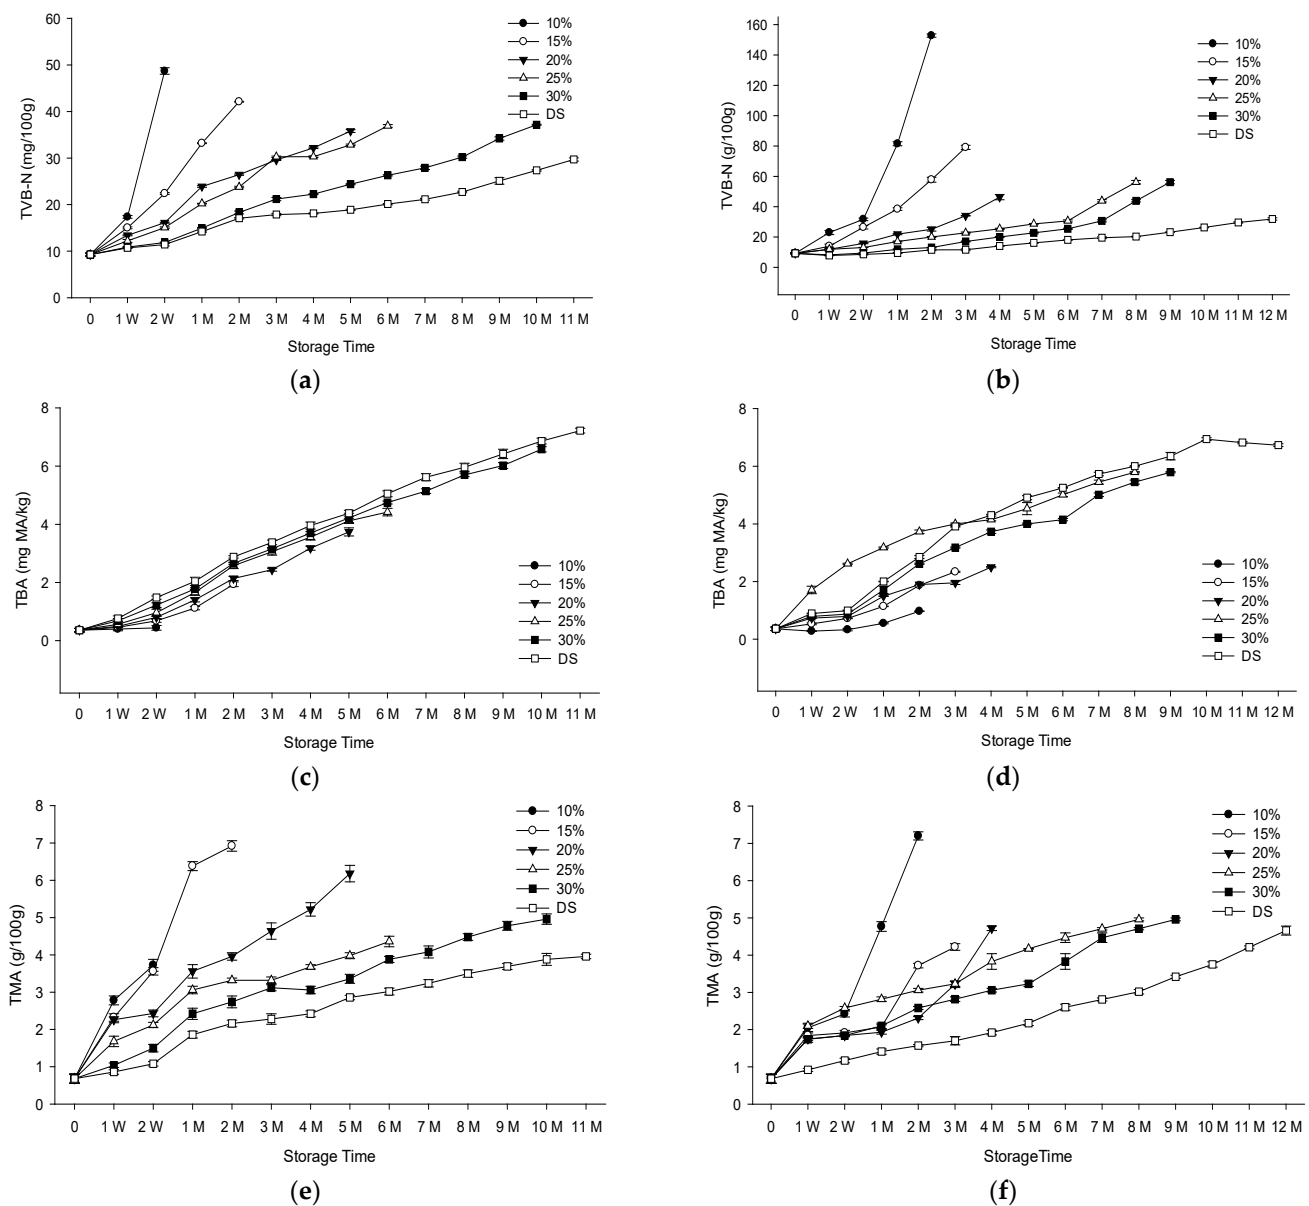 60
50
40
30
20
10
0
TVB-N (mg/100g)
10%
15%
20%
25%
30%
DS
0 1 W 2 W 1 M 2 M 3 M 4 M 5 M 6 M 7 M 8 M 9 M 10 M 11 M
Storage Time
(a)
160
140
120
100
80
60
40
20
0
TVB-N (g/100g)
10%
15%
20%
25%
30%
DS
0 1 W 2 W 1 M 2 M 3 M 4 M 5 M 6 M 7 M 8 M 9 M 10 M 11 M 12 M
Storage Time
(b)
8
6
4
2
0
TBA (mg MA/kg)
10%
15%
20%
25%
30%
DS
0 1 W 2 W 1 M 2 M 3 M 4 M 5 M 6 M 7 M 8 M 9 M 10 M 11 M
Storage Time
(c)
8
6
4
2
0
TBA (mg MA/kg)
10%
15%
20%
25%
30%
DS
0 1 W 2 W 1 M 2 M 3 M 4 M 5 M 6 M 7 M 8 M 9 M 10 M 11 M 12 M
Storage Time
(d)
8
7
6
5
4
3
2
1
0
TMA (g/100g)
10%
15%
20%
25%
30%
DS
0 1 W 2 W 1 M 2 M 3 M 4 M 5 M 6 M 7 M 8 M 9 M 10 M 11 M
Storage Time
(e)
8
7
6
5
4
3
2
1
0
TMA (g/100g)
10%
15%
20%
25%
30%
DS
0 1 W 2 W 1 M 2 M 3 M 4 M 5 M 6 M 7 M 8 M 9 M 10 M 11 M 12 M
StorageTime
(f)